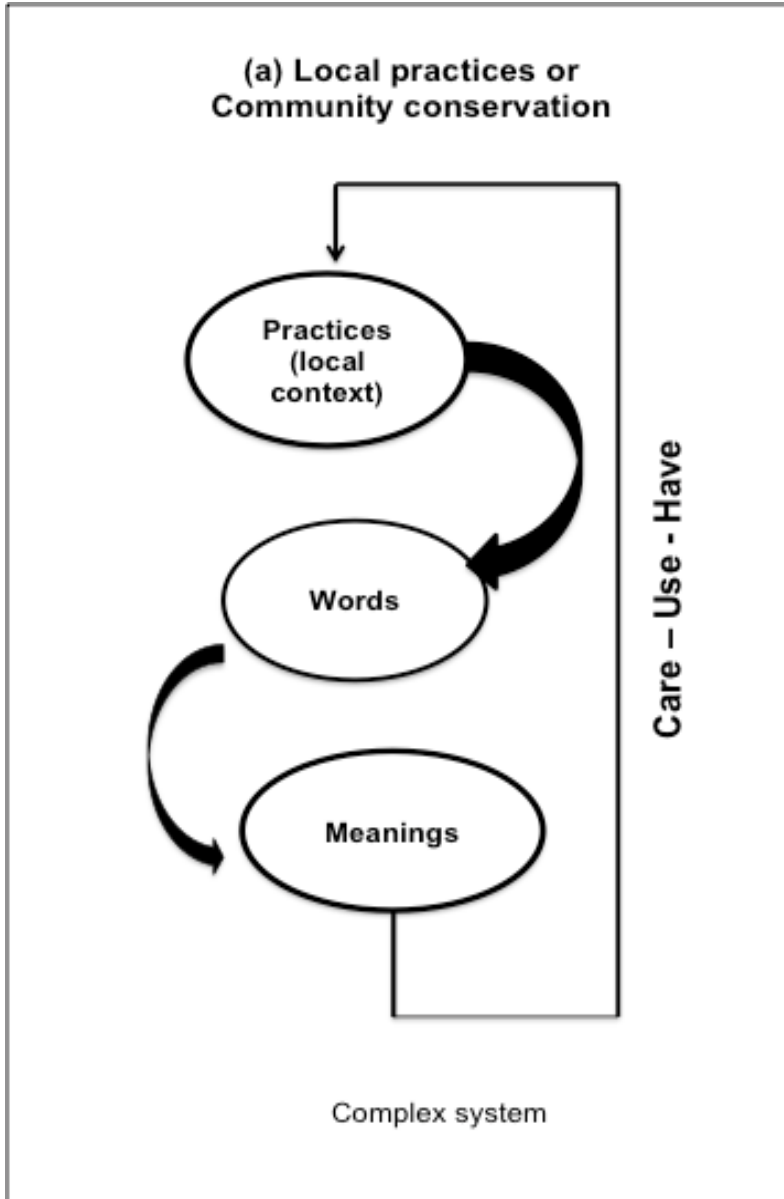 (a) Local practices or
Community conservation
Practices
(local
context)
Words
Meanings
Care – Use - Have
Complex system